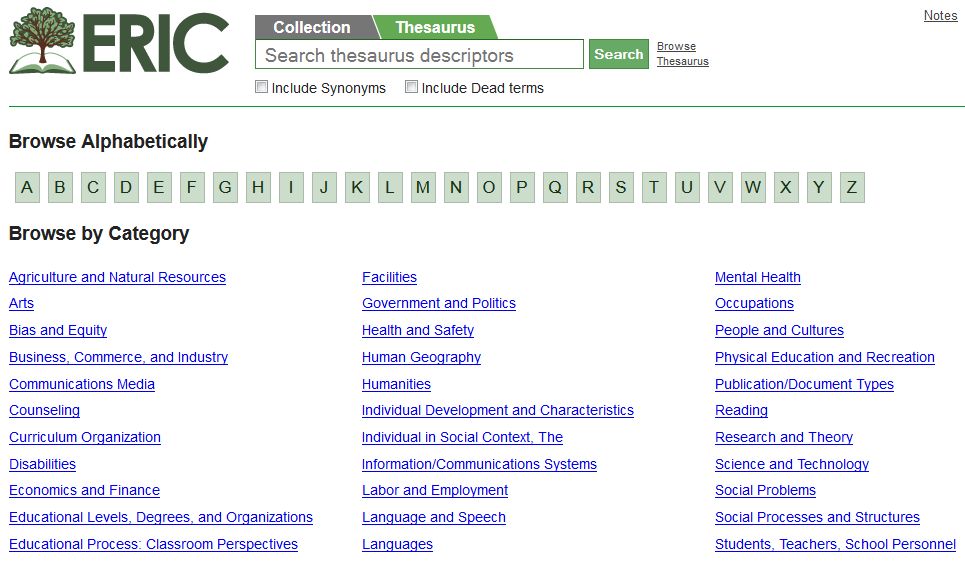 ERIC
Collection Thesaurus
Notes
Search thesaurus descriptors
Search
Browse
Thesaurus
Include Synonyms Include Dead terms
Browse Alphabetically
A B C D E F G H I J K L M N O P Q R S T U V W X Y Z
Browse by Category
Agriculture and Natural Resources
Arts
Bias and Equity
Business, Commerce, and Industry
Communications Media
Counseling
Curriculum Organization
Disabilities
Economics and Finance
Educational Levels, Degrees, and Organizations
Educational Process: Classroom Perspectives
Facilities
Government and Politics
Health and Safety
Human Geography
Humanities
Individual Development and Characteristics
Individual in Social Context, The
Information/Communications Systems
Labor and Employment
Language and Speech
Languages
Mental Health
Occupations
People and Cultures
Physical Education and Recreation
Publication/Document Types
Reading
Research and Theory
Science and Technology
Social Problems
Social Processes and Structures
Students, Teachers, School Personnel